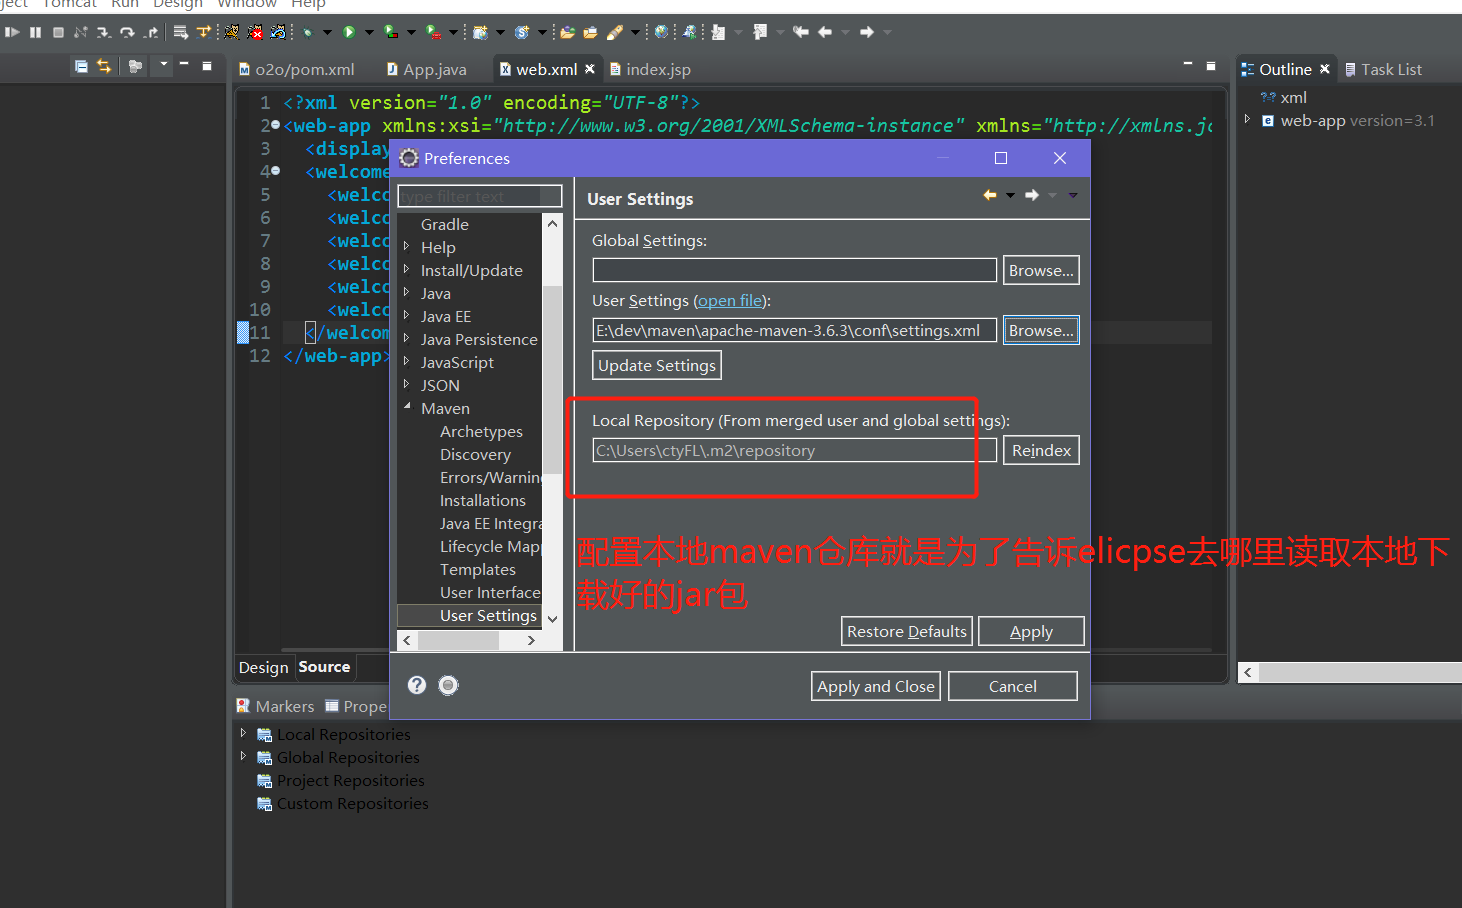 Tomcat Run Design Window Help
o2o/pom.xml App.java web.xml index.jsp
Outline Task List
1 <?xml version="1.0" encoding="UTF-8"?>
2 <web-app xmlns:xsi="http://www.w3.org/2001/XMLSchema-instance" xmlns="http://xmlns.jc
3 <display
4 <welcome
5 <welco
6 <welco
7 <welco
8 <welco
9 <welco
10 <welco
11 </welcom
12 </web-app>
xml
web-app version=3.1
Preferences
type filter text
Gradle
Help
Install/Update
Java
Java EE
Java Persistence
JavaScript
JSON
Maven
Archetypes
Discovery
Errors/Warnin
Installations
Java EE Integra
Lifecycle Map
Templates
User Interface
User Settings
User Settings
Global Settings:
Browse...
User Settings (open file):
E:\dev\maven\apache-maven-3.6.3\conf\settings.xml Browse...
Update Settings
Local Repository (From merged user and global settings):
C:\Users\ctyFL\.m2\repository Reindex
配置本地maven仓库就是为了告诉elicpse去哪里读取本地下
载好的jar包
Restore Defaults Apply
Apply and Close Cancel
Design Source
Markers Prope
Local Repositories
Global Repositories
Project Repositories
Custom Repositories